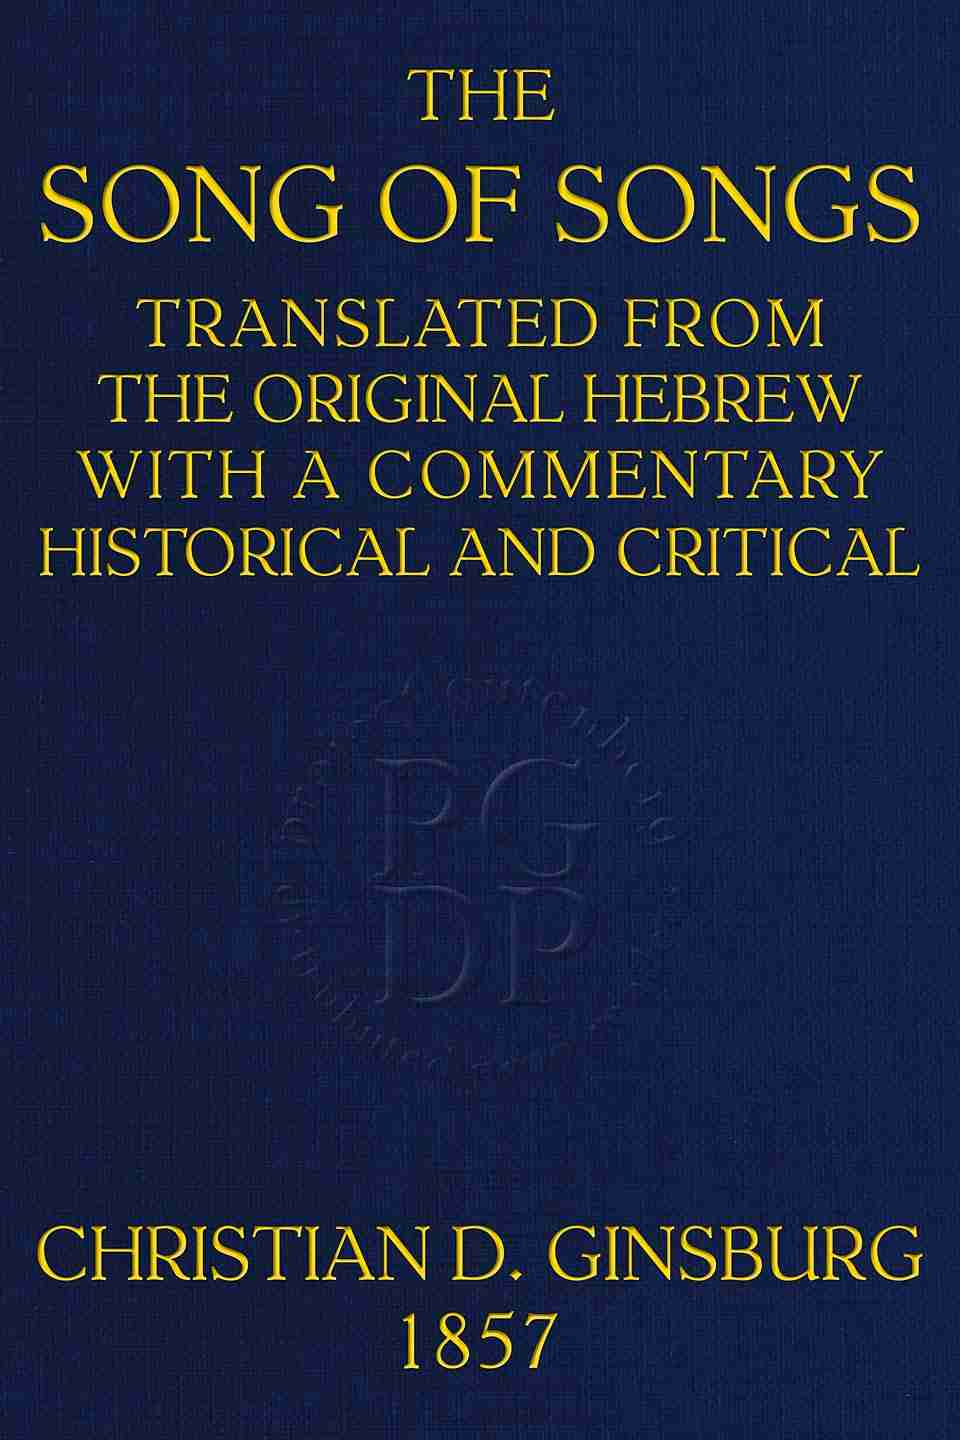 THE
SONG OF SONGS
TRANSLATED FROM
THE ORIGINAL HEBREW
WITH A COMMENTARY
HISTORICAL AND CRITICAL
PG
DP
CHRISTIAN D. GINSBURG
1857